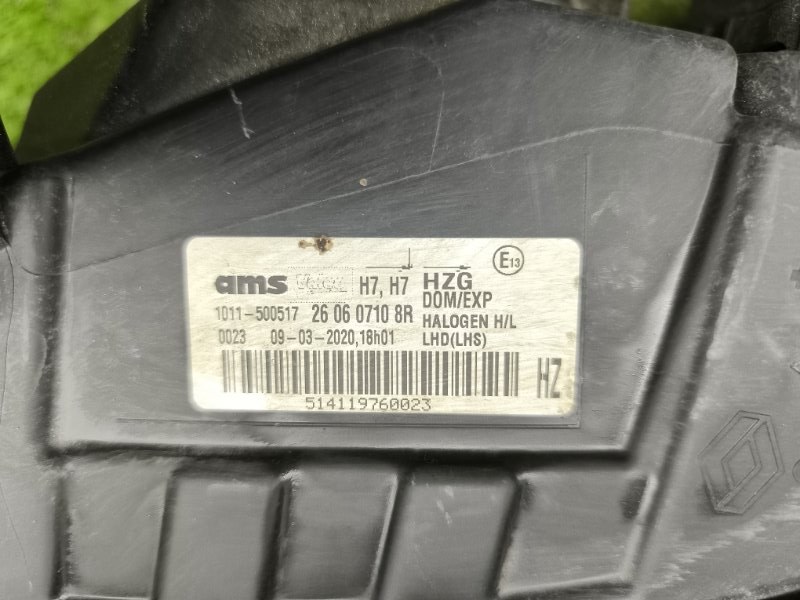 ams Valeo H7, H7 HZG E13
DOM/EXP
1011-500517 26 06 0710 8R HALOGEN H/L
0023 09-03-2020,18h01 LHD(LHS)
HZ
514119760023